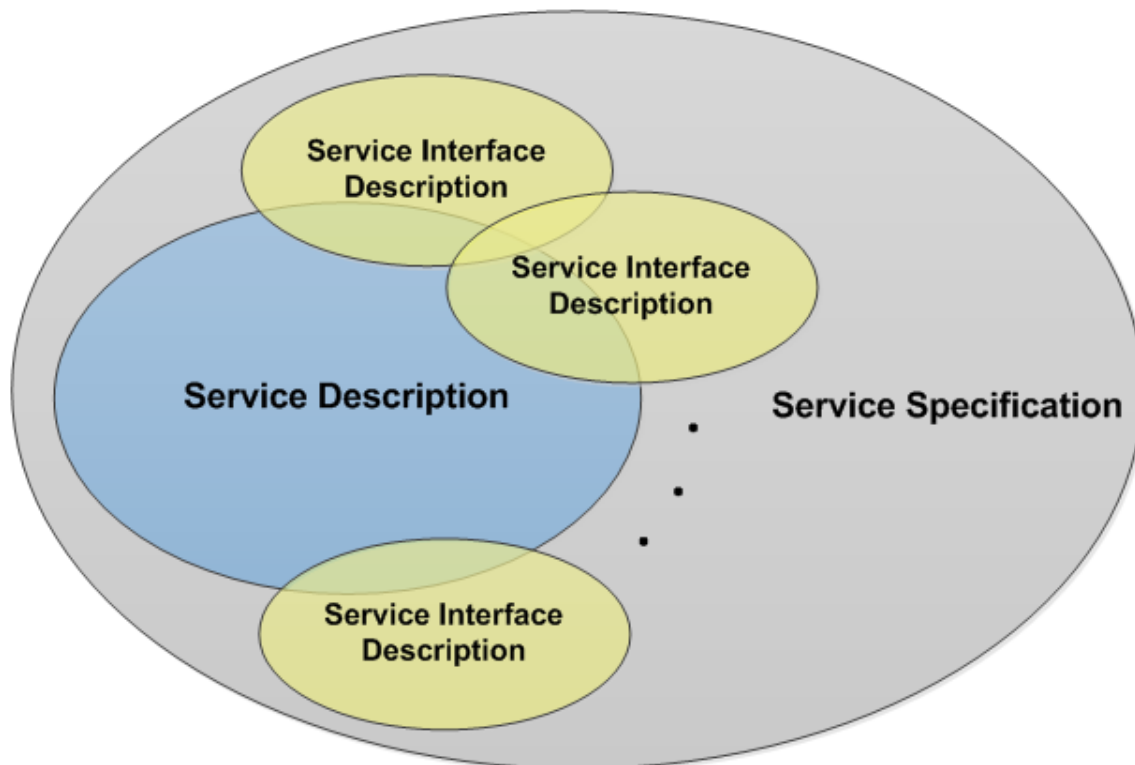 Service Interface
Description
Service Interface
Description
Service Description
Service Specification
Service Interface
Description